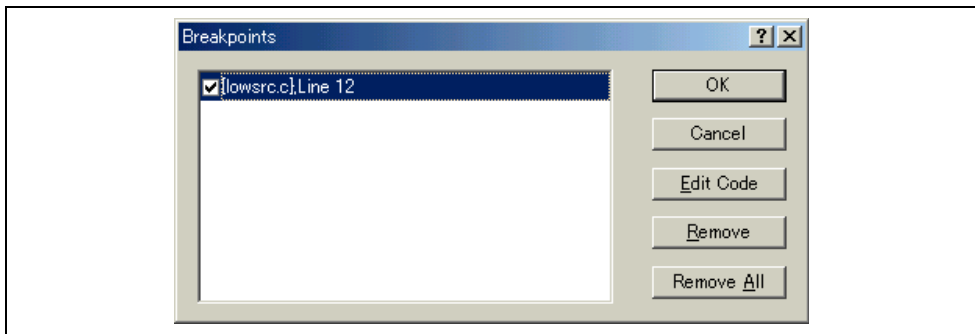 Breakpoints
{lowsrc.c},Line 12
OK
Cancel
Edit Code
Remove
Remove All